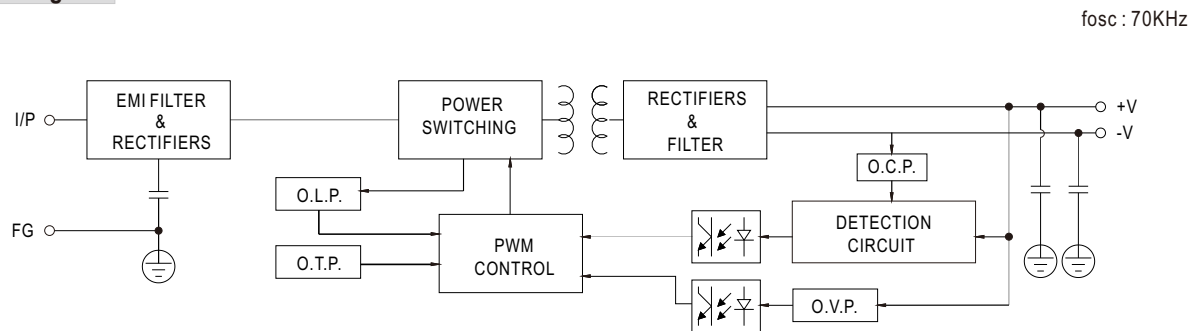 fosc : 70KHz
I/P
EMI FILTER
&
RECTIFIERS
POWER
SWITCHING
RECTIFIERS
&
FILTER
+V
-V
O.C.P.
O.L.P.
DETECTION
CIRCUIT
FG
PWM
CONTROL
O.T.P.
O.V.P.